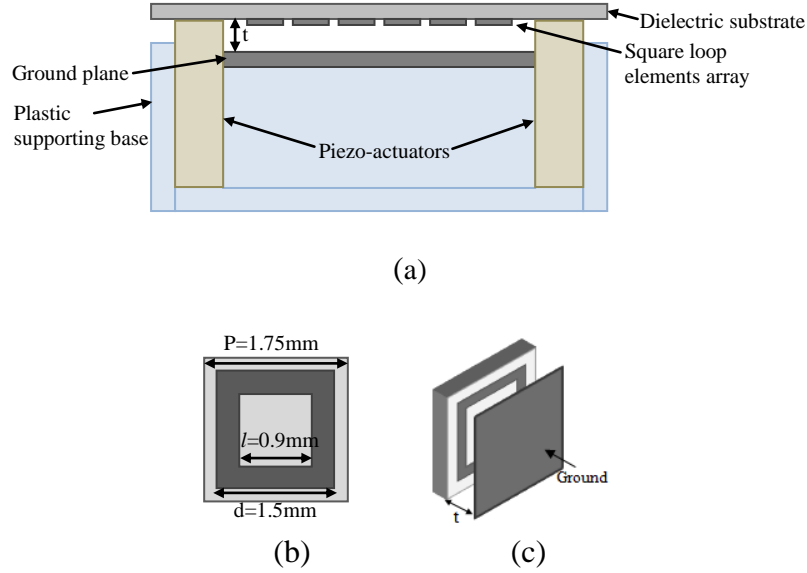 t
Dielectric substrate
Square loop
elements array
Ground plane
Plastic
supporting base
Piezo-actuators
(a)
P=1.75mm
l=0.9mm
d=1.5mm
(b)
Ground
t
(c)